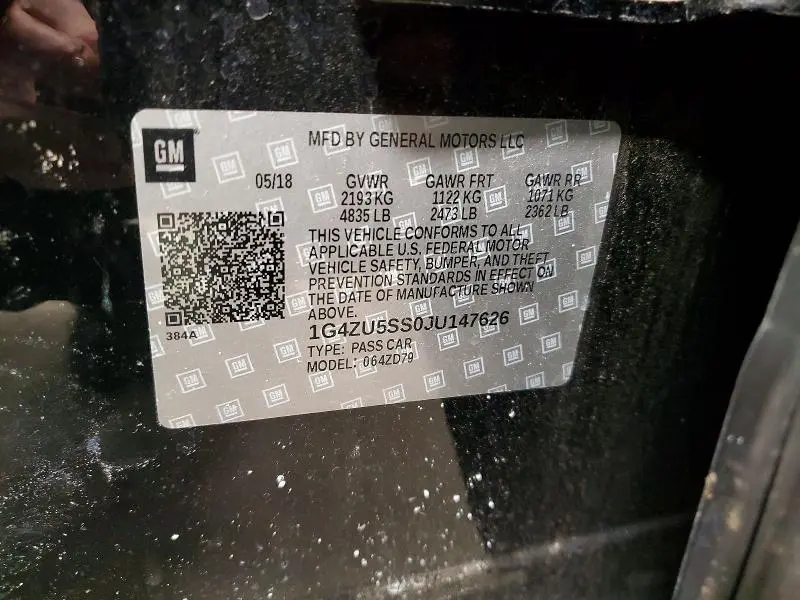 GM
MFD BY GENERAL MOTORS LLC
05/18 GVWR GAWR FRT GAWR RR
2193 KG 1122 KG 1071 KG
4835 LB 2473 LB 2362 LB
THIS VEHICLE CONFORMS TO ALL
APPLICABLE U.S. FEDERAL MOTOR
VEHICLE SAFETY, BUMPER, AND THEFT
PREVENTION STANDARDS IN EFFECT ON
THE DATE OF MANUFACTURE SHOWN
ABOVE.
384A
1G4ZU5SS0JU147626
TYPE: PASS CAR
MODEL: 064ZD79